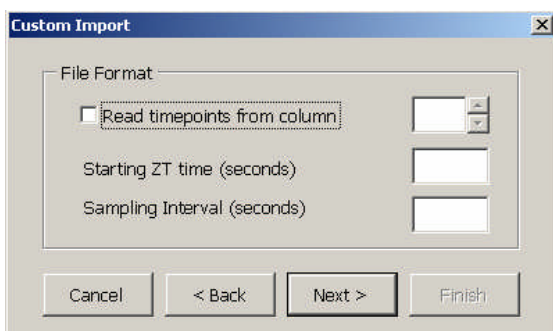 Custom Import
File Format
Read timepoints from column
Starting ZT time (seconds)
Sampling Interval (seconds)
Cancel < Back Next > Finish